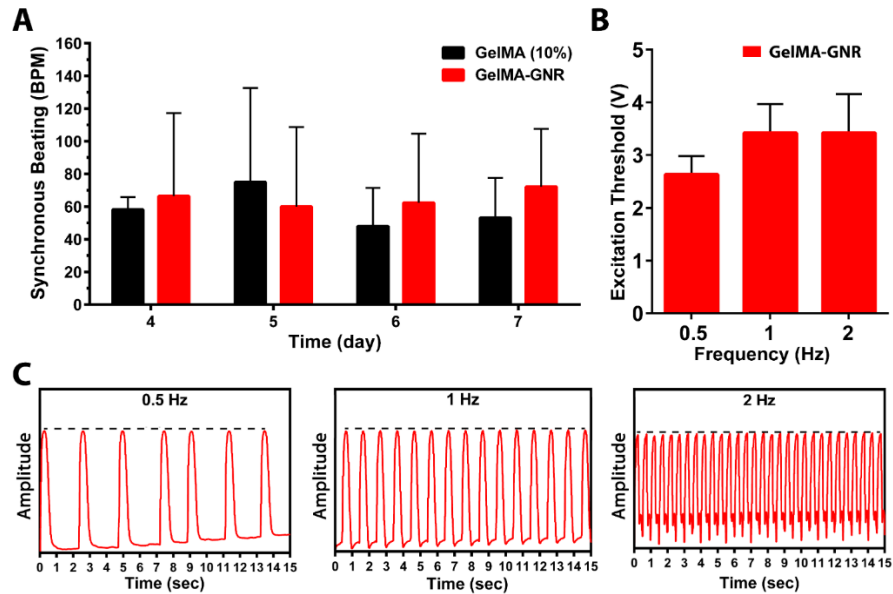 A
Synchronous Beating (BPM)
160
140
120
100
80
60
40
20
0
GelMA (10%)
GelMA-GNR
4 5 6 7
Time (day)
B
Excitation Threshold (V)
5
4
3
2
1
0
GelMA-GNR
0.5 1 2
Frequency (Hz)
C
0.5 Hz
Amplitude
0 1 2 3 4 5 6 7 8 9 10 11 12 13 14 15
Time (sec)
1 Hz
Amplitude
0 1 2 3 4 5 6 7 8 9 10 11 12 13 14 15
Time (sec)
2 Hz
Amplitude
0 1 2 3 4 5 6 7 8 9 10 11 12 13 14 15
Time (sec)